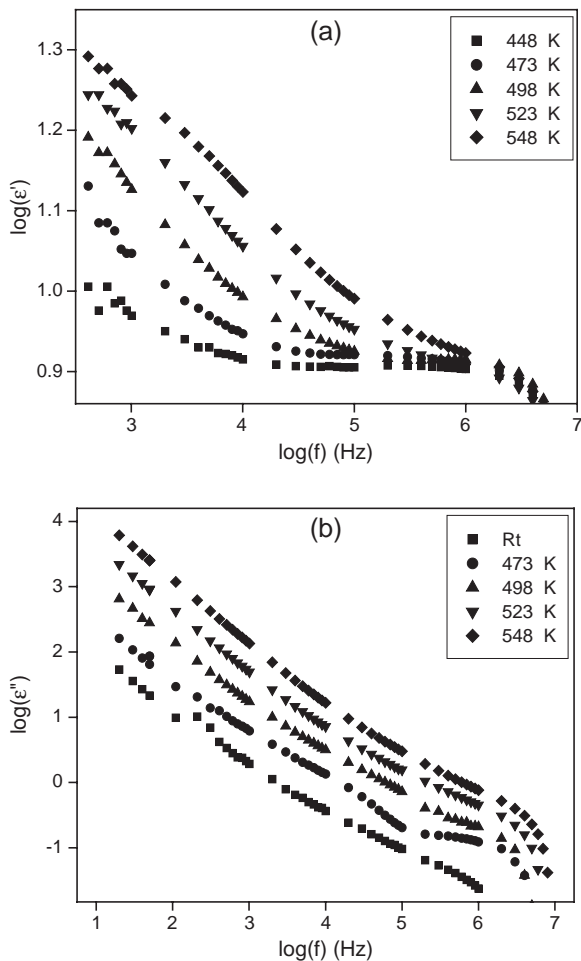 (a)
448 K
473 K
498 K
523 K
548 K
1.3
1.2
1.1
1.0
0.9
log(ε')
3 4 5 6 7
log(f) (Hz)
(b)
Rt
473 K
498 K
523 K
548 K
4
3
2
1
0
-1
log(ε'')
1 2 3 4 5 6 7
log(f) (Hz)